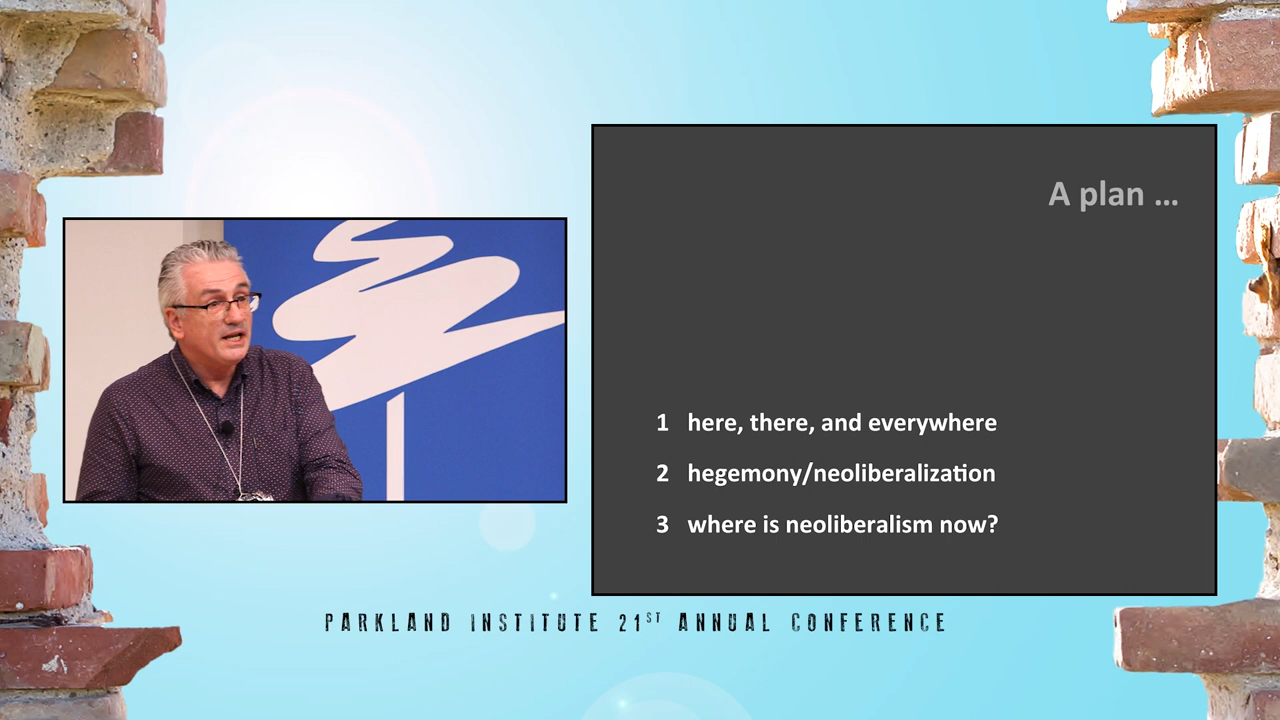 A plan ...
1 here, there, and everywhere
2 hegemony/neoliberalization
3 where is neoliberalism now?
PARKLAND INSTITUTE 21ST ANNUAL CONFERENCE